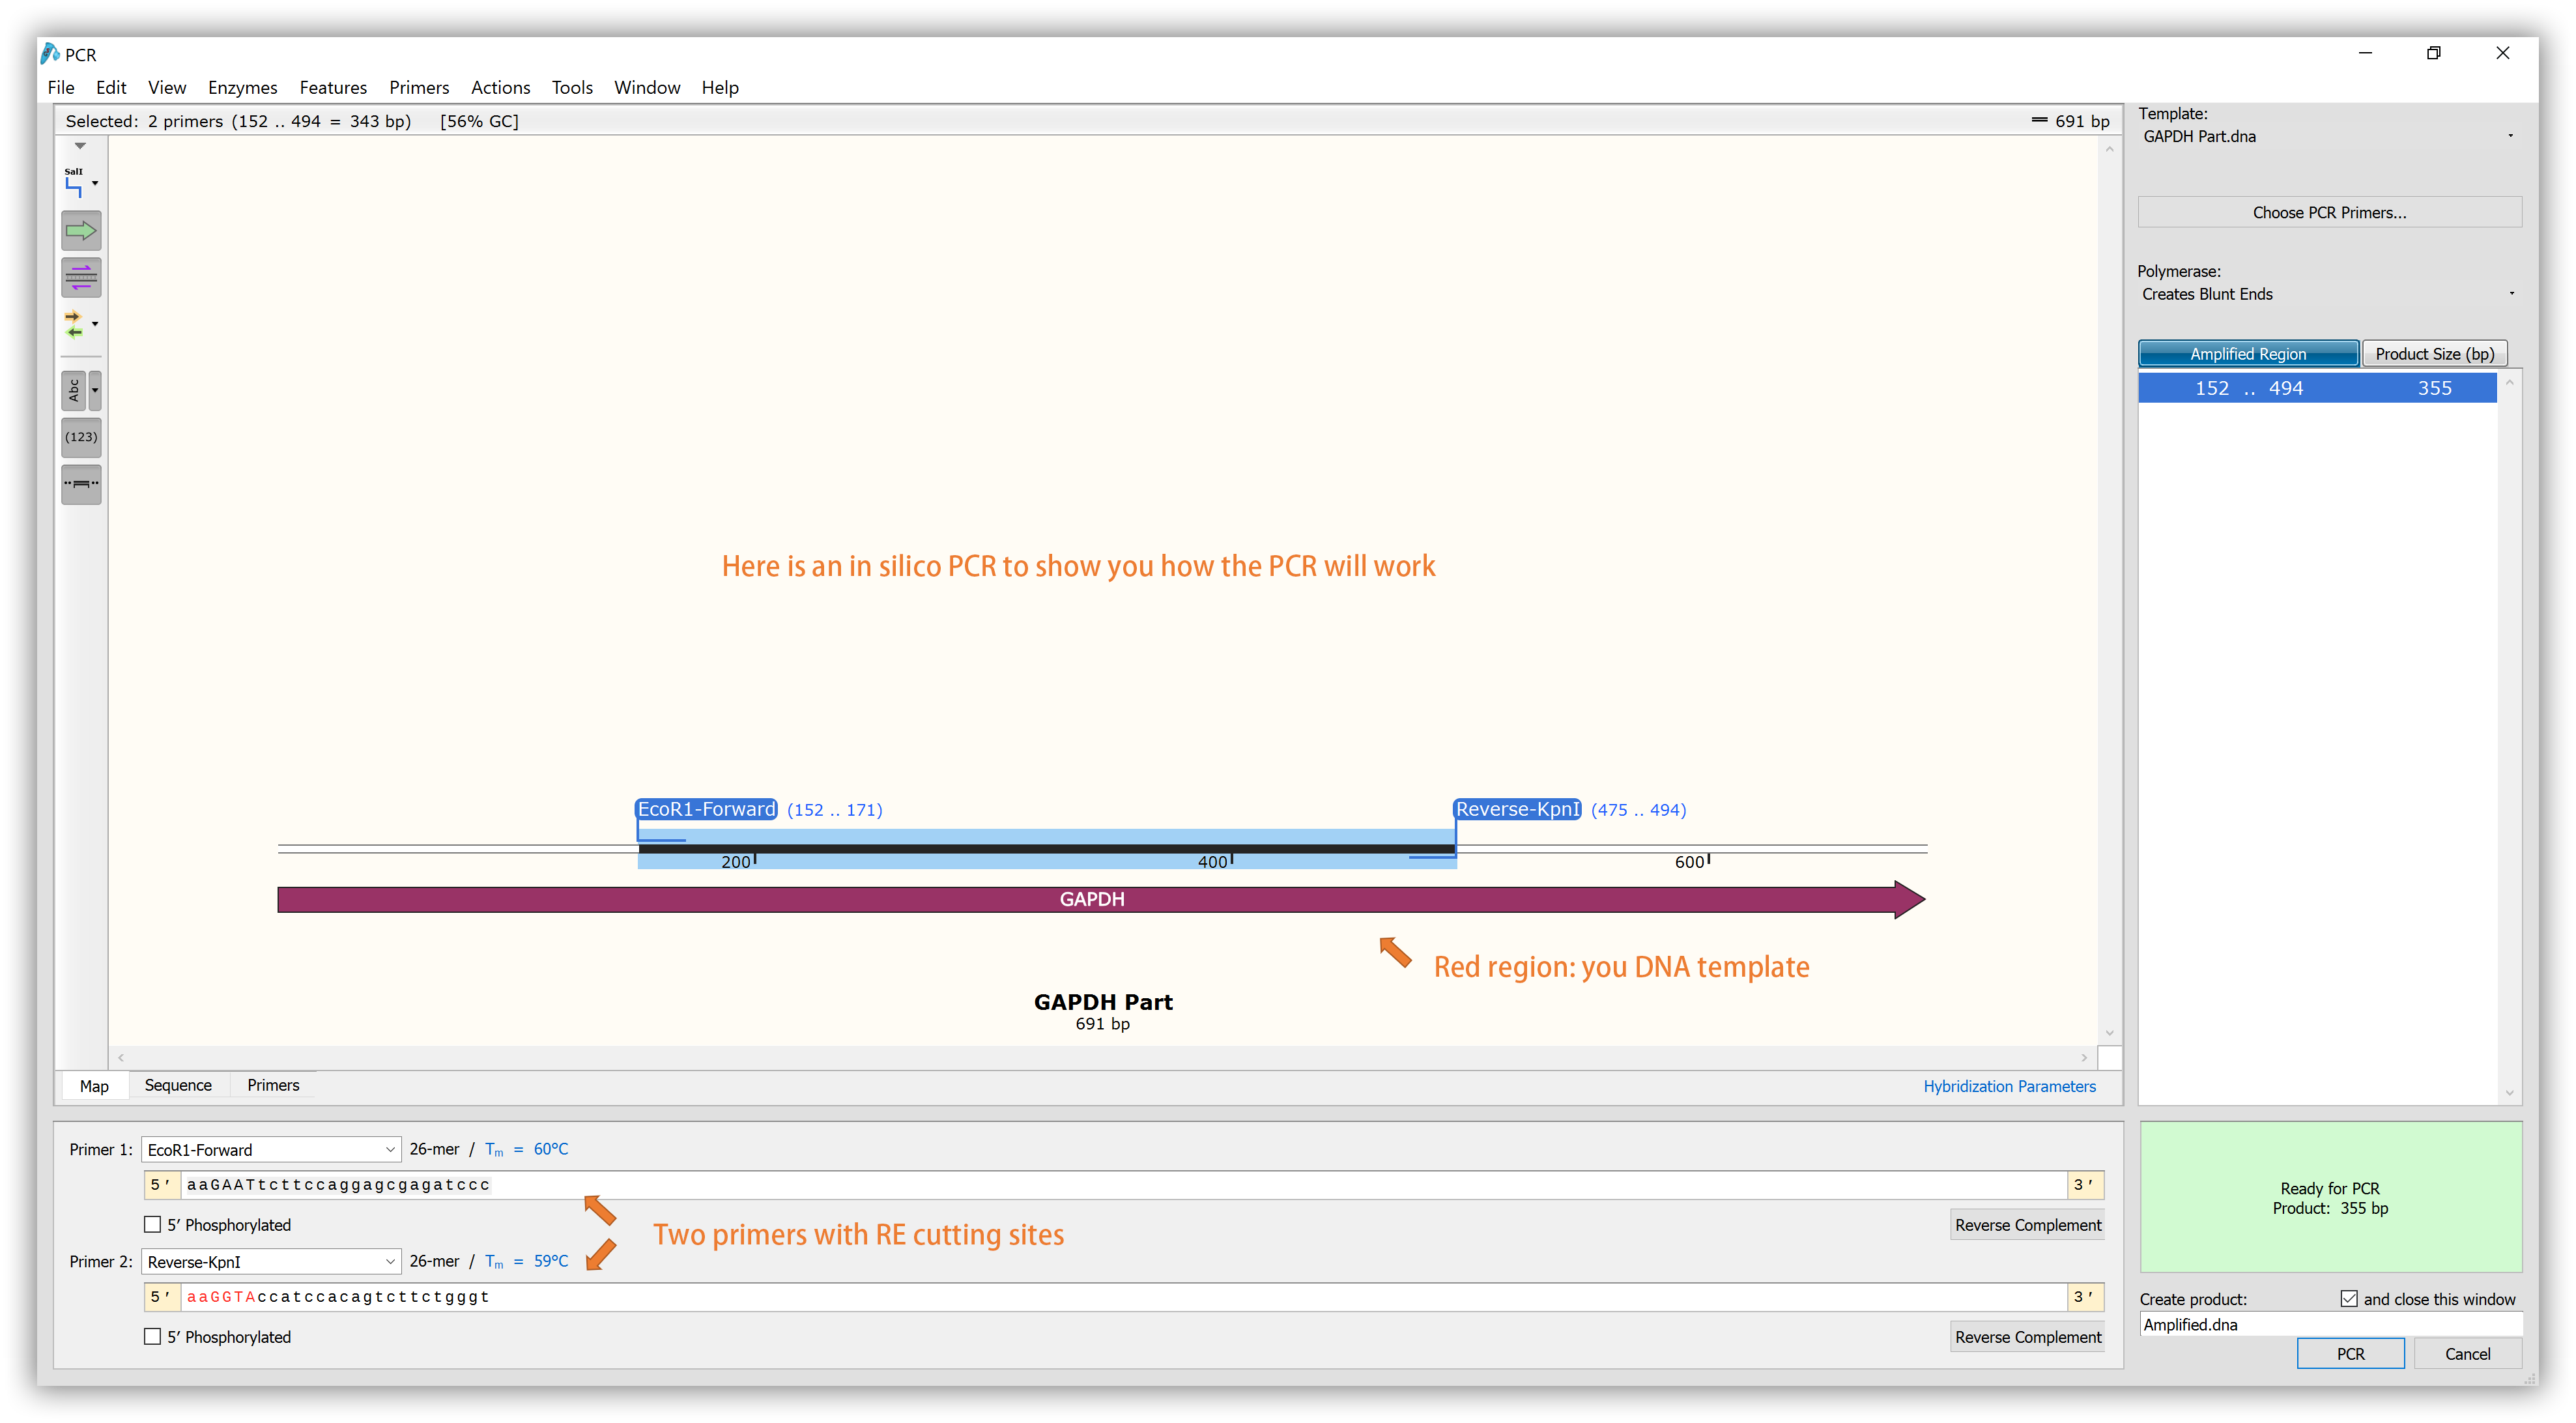 PCR
File Edit View Enzymes Features Primers Actions Tools Window Help
Selected: 2 primers (152 .. 494 = 343 bp) [56% GC] 691 bp
Template:
GAPDH Part.dna
SalI
Choose PCR Primers...
Polymerase:
Creates Blunt Ends
Amplified Region Product Size (bp)
152 .. 494 355
Abc
(123)
Here is an in silico PCR to show you how the PCR will work
EcoR1-Forward (152 .. 171) Reverse-KpnI (475 .. 494)
200 400 600
GAPDH
Red region: you DNA template
GAPDH Part
691 bp
Map Sequence Primers Hybridization Parameters
Primer 1: EcoR1-Forward 26-mer / Tm = 60°C
5' aaGAATtcttccaggagcgagatccc 3'
5' Phosphorylated Reverse Complement
Two primers with RE cutting sites
Primer 2: Reverse-KpnI 26-mer / Tm = 59°C
5' aaGGTAccatccacagtcttctgggt 3'
5' Phosphorylated Reverse Complement
Ready for PCR
Product: 355 bp
Create product: and close this window
Amplified.dna
PCR Cancel